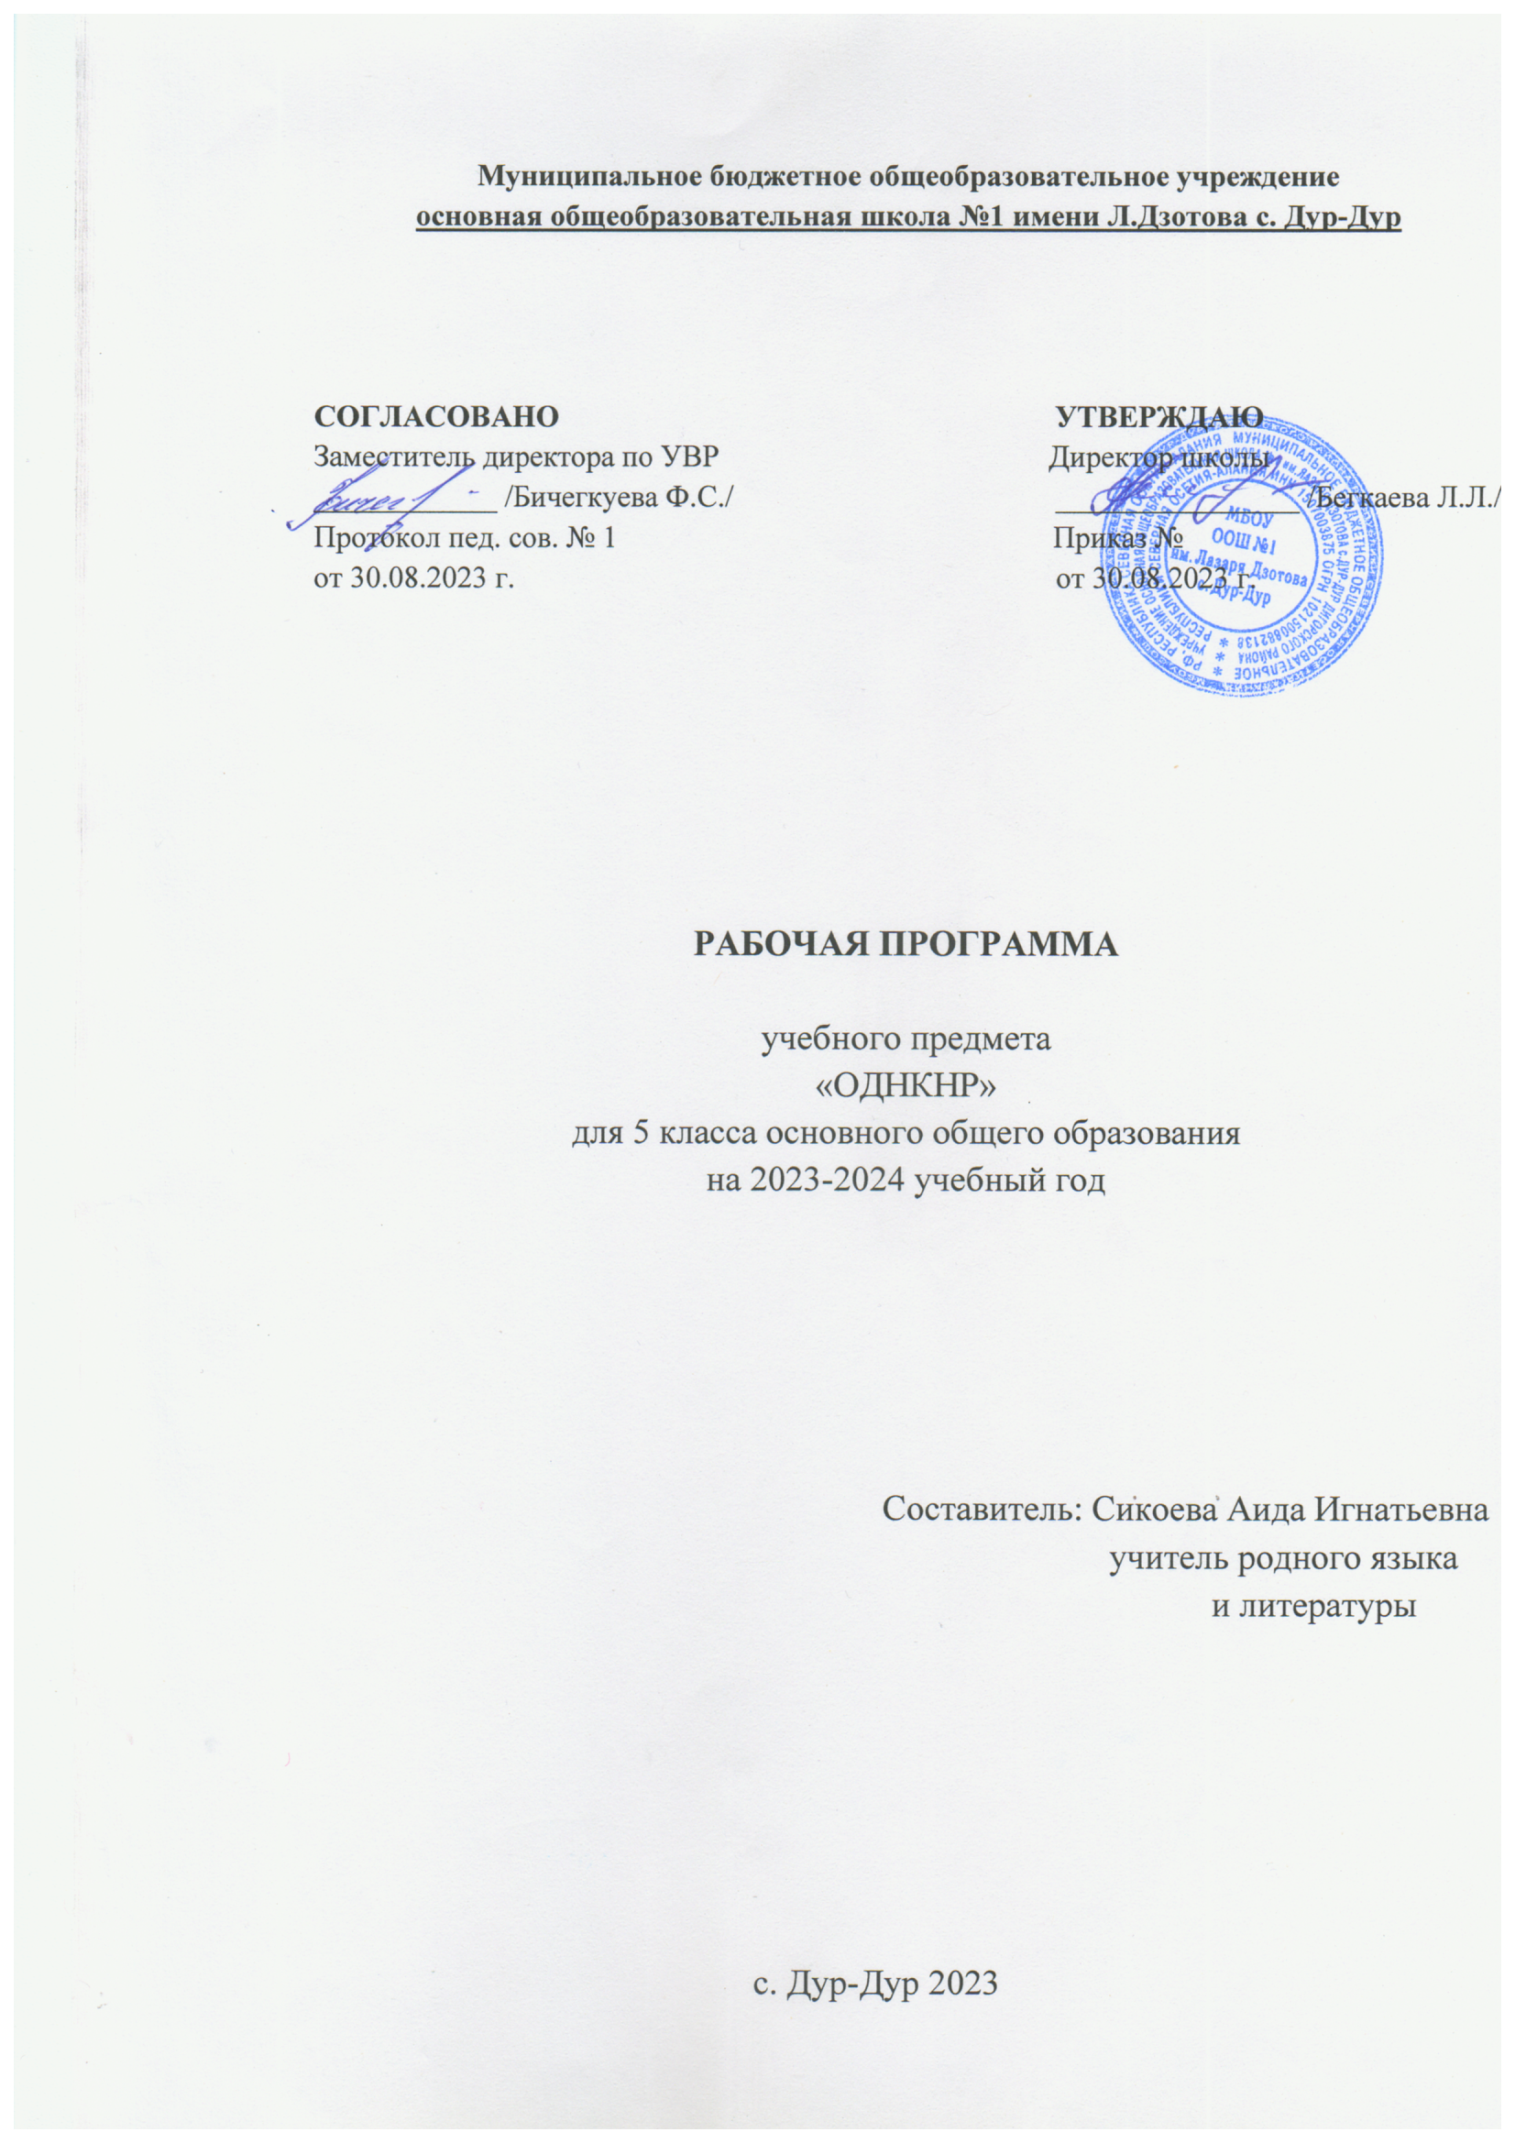 Муниципальное бюджетное общеобразовательное учреждение
основная общеобразовательная школа №1 имени Л.Дзотова с. Дур-Дур
СОГЛАСОВАНО
Заместитель директора по УВР
/Бичегкуева Ф.С./
Протокол пед. сов. № 1
от 30.08.2023 г.
УТВЕРЖДАЮ
Директор школы
/Бегкаева Л.Л./
Приказ №
от 30.08.2023 г.
МБОУ
ООШ №1
им. Лазаря Дзотова
с. Дур-Дур
РАБОЧАЯ ПРОГРАММА
учебного предмета
«ОДНКНР»
для 5 класса основного общего образования
на 2023-2024 учебный год
Составитель: Сикоева Аида Игнатьевна
учитель родного языка
и литературы
с. Дур-Дур 2023